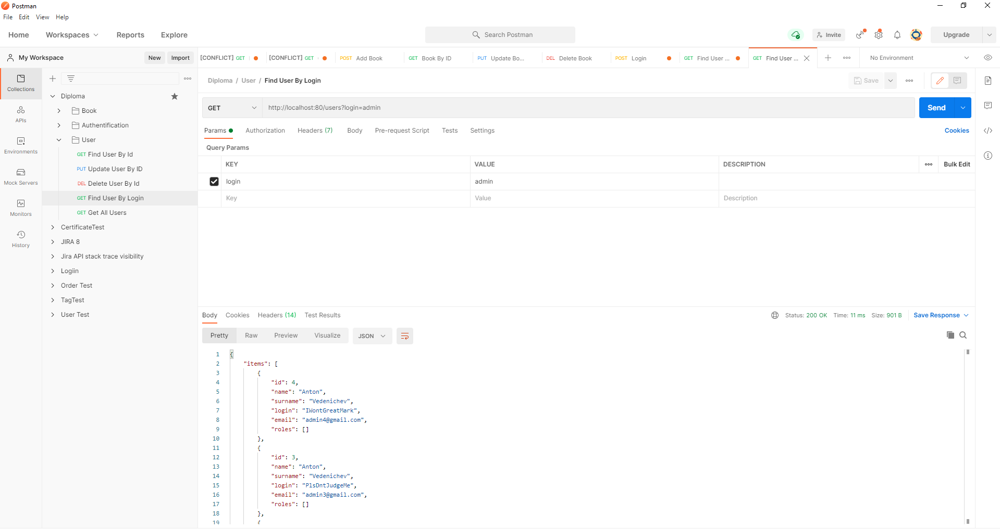 Postman
File Edit View Help
Home Workspaces Reports Explore Search Postman Invite Upgrade
My Workspace New Import
[CONFLICT] GET [CONFLICT] GET POST Add Book GET Book By ID PUT Update Bo... DEL Delete Book POST Login GET Find User ... GET Find User ... No Environment
Collections
APIs
Environments
Mock Servers
Monitors
History
Diploma
Book
Authentification
User
GET Find User By Id
PUT Update User By ID
DEL Delete User By Id
GET Find User By Login
GET Get All Users
CertificateTest
JIRA 8
Jira API stack trace visibility
Logiin
Order Test
TagTest
User Test
Diploma / User / Find User By Login Save
GET http://localhost:80/users?login=admin Send
Params Authorization Headers (7) Body Pre-request Script Tests Settings Cookies
Query Params
KEY VALUE DESCRIPTION Bulk Edit
login admin
Key Value Description
Body Cookies Headers (14) Test Results Status: 200 OK Time: 11 ms Size: 901 B Save Response
Pretty Raw Preview Visualize JSON
1 {
2 "items": [
3 {
4 "id": 4,
5 "name": "Anton",
6 "surname": "Vedenichev",
7 "login": "IWontGreatMark",
8 "email": "admin4@gmail.com",
9 "roles": []
10 },
11 {
12 "id": 3,
13 "name": "Anton",
14 "surname": "Vedenichev",
15 "login": "PlsDntJudgeMe",
16 "email": "admin3@gmail.com",
17 "roles": []
18 },
19 {